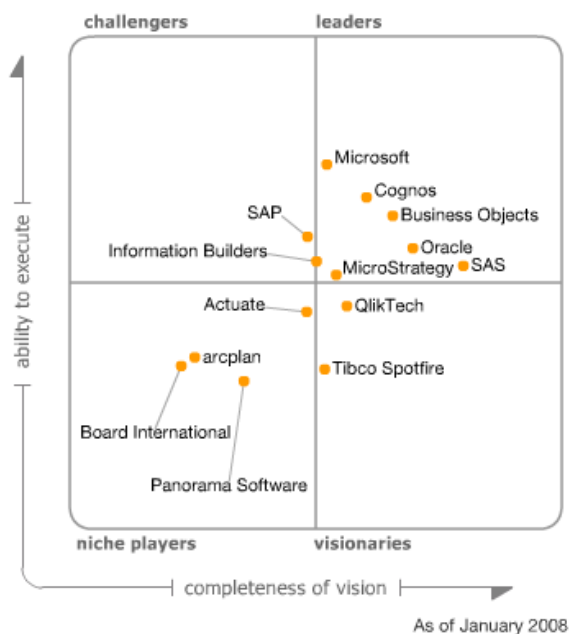 challengers
leaders
Microsoft
Cognos
Business Objects
SAP
Information Builders
Oracle
MicroStrategy
SAS
Actuate
QlikTech
arcplan
Tibco Spotfire
Board International
Panorama Software
niche players
visionaries
ability to execute
completeness of vision
As of January 2008